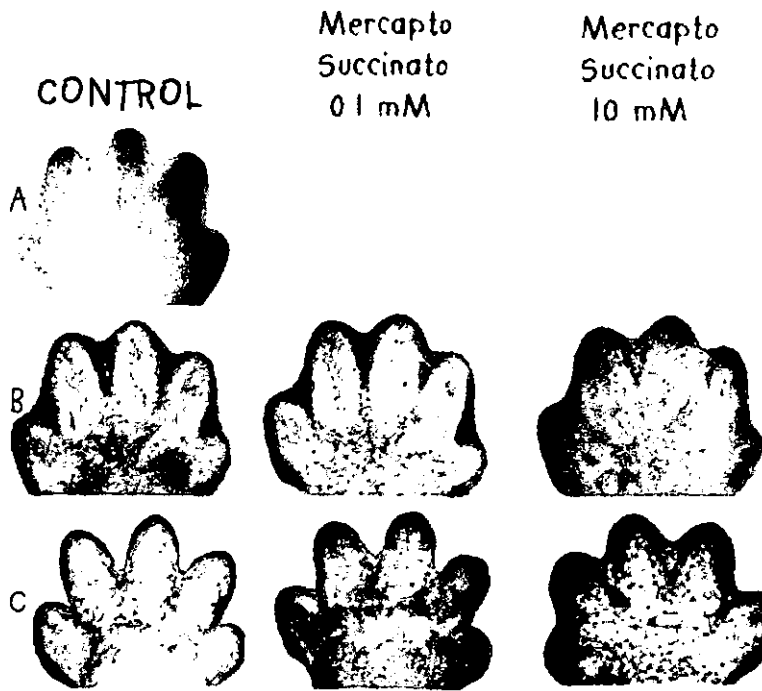 CONTROL
Mercapto
Succinato
0 1 mM
Mercapto
Succinato
10 mM
A
B
C